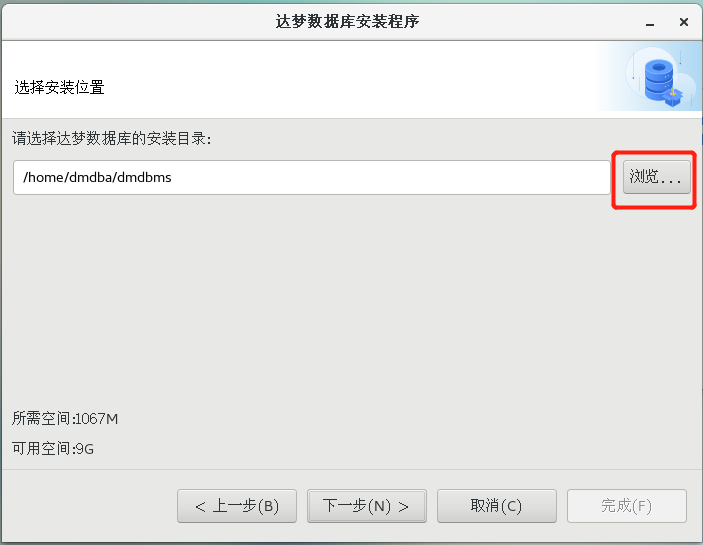 达梦数据库安装程序
选择安装位置
请选择达梦数据库的安装目录:
/home/dmdba/dmdbms
浏览...
所需空间:1067M
可用空间:9G
< 上一步(B)
下一步(N) >
取消(C)
完成(F)